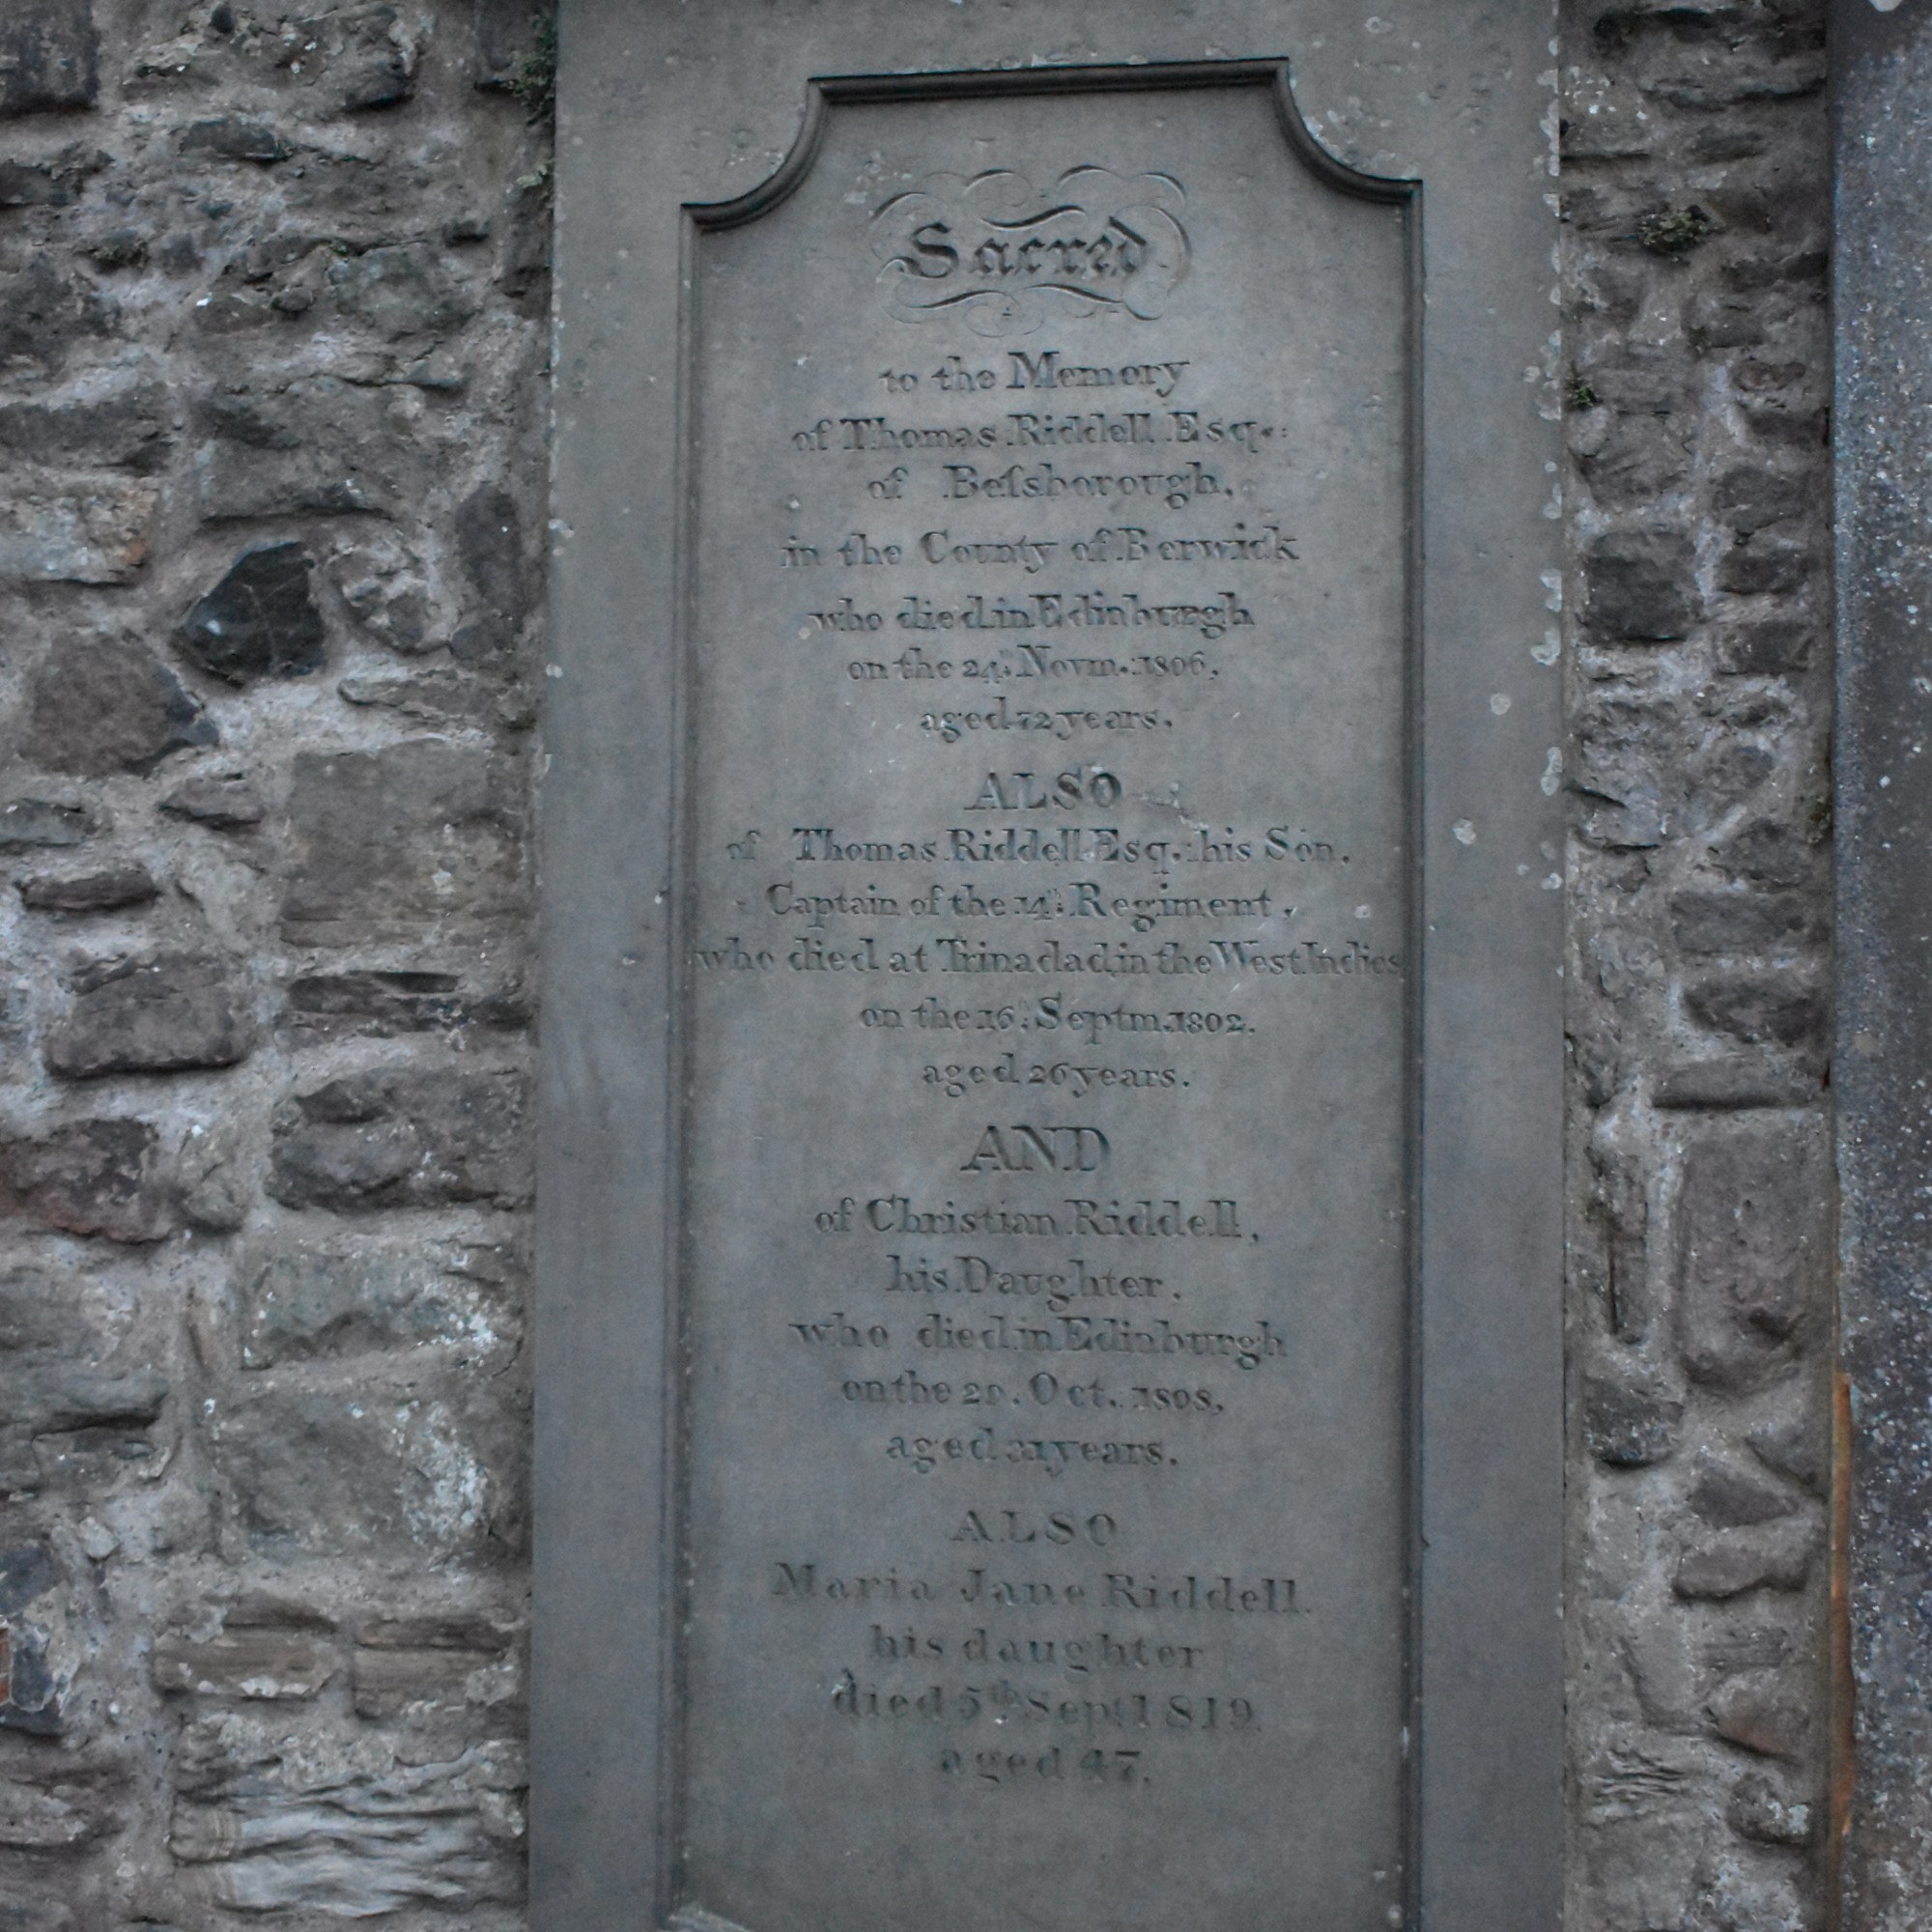 Sacred
to the Memory
of Thomas Riddell Esq.:
of Beſsborough,
in the County of Berwick
who died in Edinburgh
on the 24th. Novm. 1806,
aged 72 years.
ALSO
of Thomas Riddell Esq. his Son,
Captain of the 14th. Regiment,
who died at Trinadad in the West Indies
on the 16th. Septm. 1802.
aged 26 years.
AND
of Christian Riddell,
his Daughter,
who died in Edinburgh
on the Oct. 1808,
aged 31 years.
ALSO
Maria Jane Riddell.
his daughter
died 5th Sept. 1819.
aged 47.